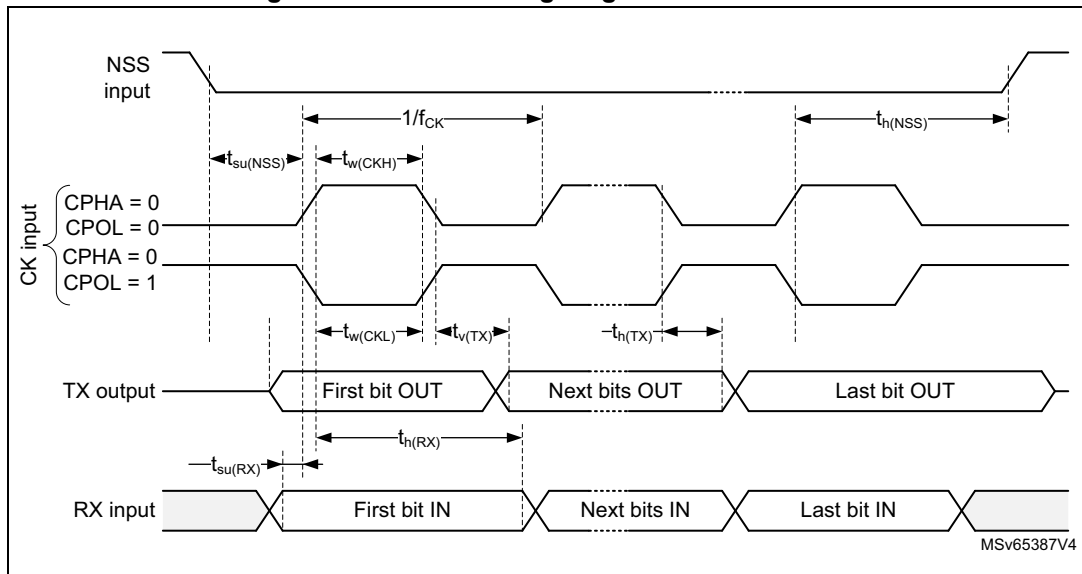 NSS
input
1/fCK
th(NSS)
tsu(NSS)
tw(CKH)
CK input
CPHA = 0
CPOL = 0
CPHA = 0
CPOL = 1
tw(CKL)
tv(TX)
th(TX)
TX output
First bit OUT
Next bits OUT
Last bit OUT
th(RX)
tsu(RX)
RX input
First bit IN
Next bits IN
Last bit IN
MSv65387V4